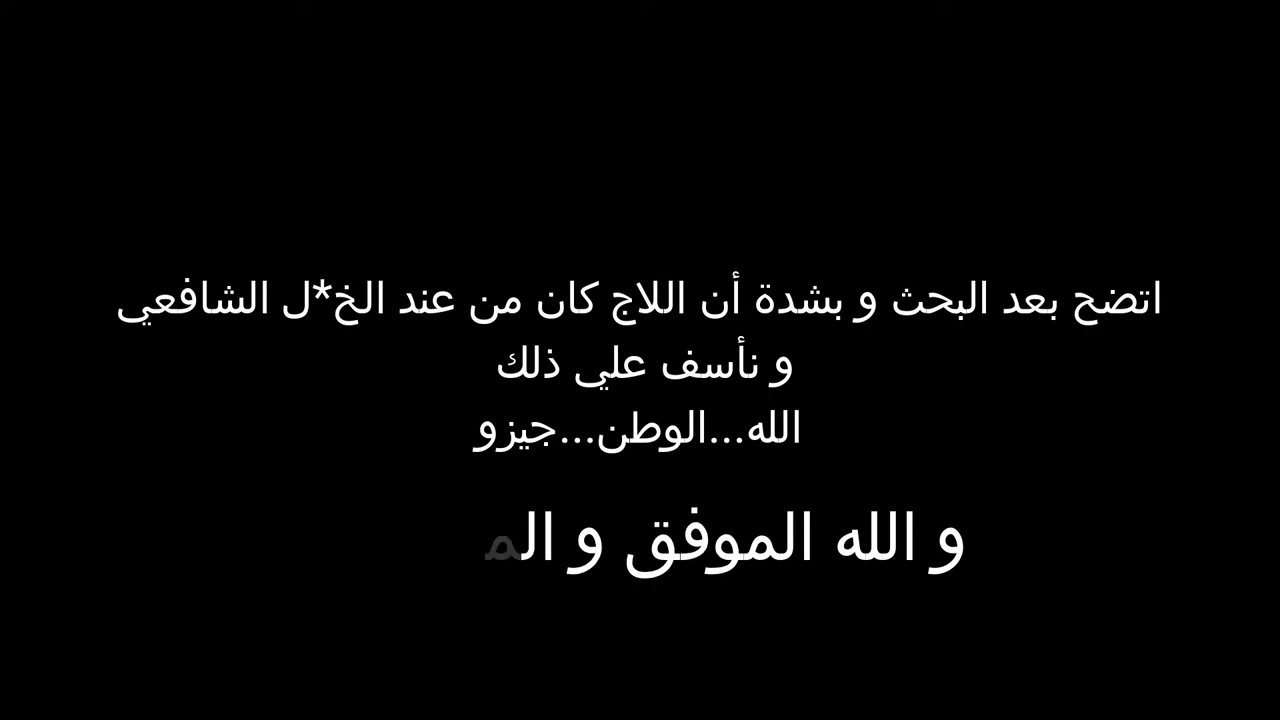 اتضح بعد البحث و بشدة أن اللاج كان من عند الخ*ل الشافعي
و نأسف علي ذلك
الله...الوطن...جيزو
و الله الموفق و الم